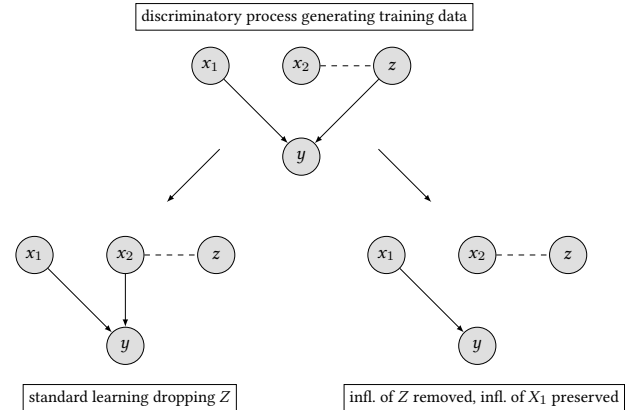 discriminatory process generating training data
x₁ x₂ z
y
x₁ x₂ z x₁ x₂ z
y y
standard learning dropping Z infl. of Z removed, infl. of X₁ preserved